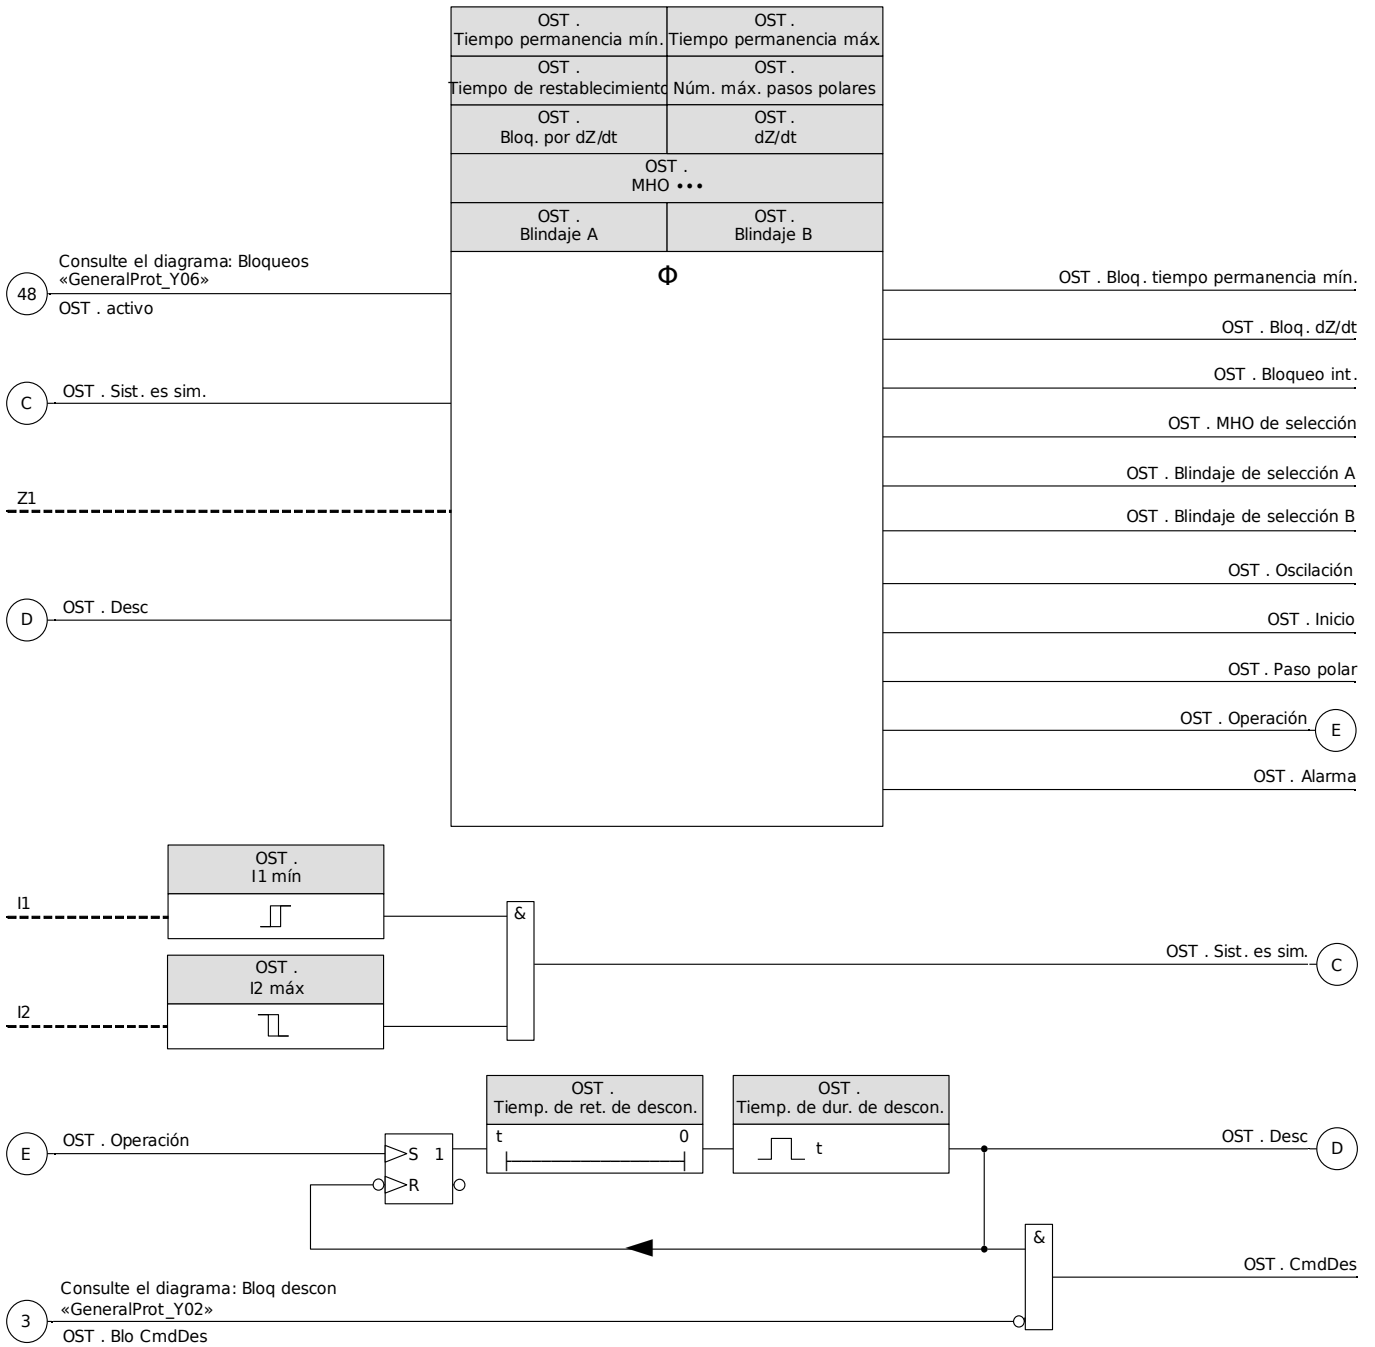 OST .
Tiempo permanencia mín.
OST .
Tiempo permanencia máx.
OST .
Tiempo de restablecimiento
OST .
Núm. máx. pasos polares
OST .
Bloq. por dZ/dt
OST .
dZ/dt
OST .
MHO •••
OST .
Blindaje A
OST .
Blindaje B
Φ
Consulte el diagrama: Bloqueos
«GeneralProt_Y06»
48
OST . activo
C
OST . Sist. es sim.
Z1
D
OST . Desc
OST . Bloq. tiempo permanencia mín.
OST . Bloq. dZ/dt
OST . Bloqueo int.
OST . MHO de selección
OST . Blindaje de selección A
OST . Blindaje de selección B
OST . Oscilación
OST . Inicio
OST . Paso polar
OST . Operación
E
OST . Alarma
OST .
I1 mín
I1
&
OST . Sist. es sim.
C
OST .
I2 máx
I2
OST .
Tiemp. de ret. de descon.
t 0
OST .
Tiemp. de dur. de descon.
t
E
OST . Operación
S 1
R
OST . Desc
D
&
OST . CmdDes
Consulte el diagrama: Bloq descon
«GeneralProt_Y02»
3
OST . Blo CmdDes